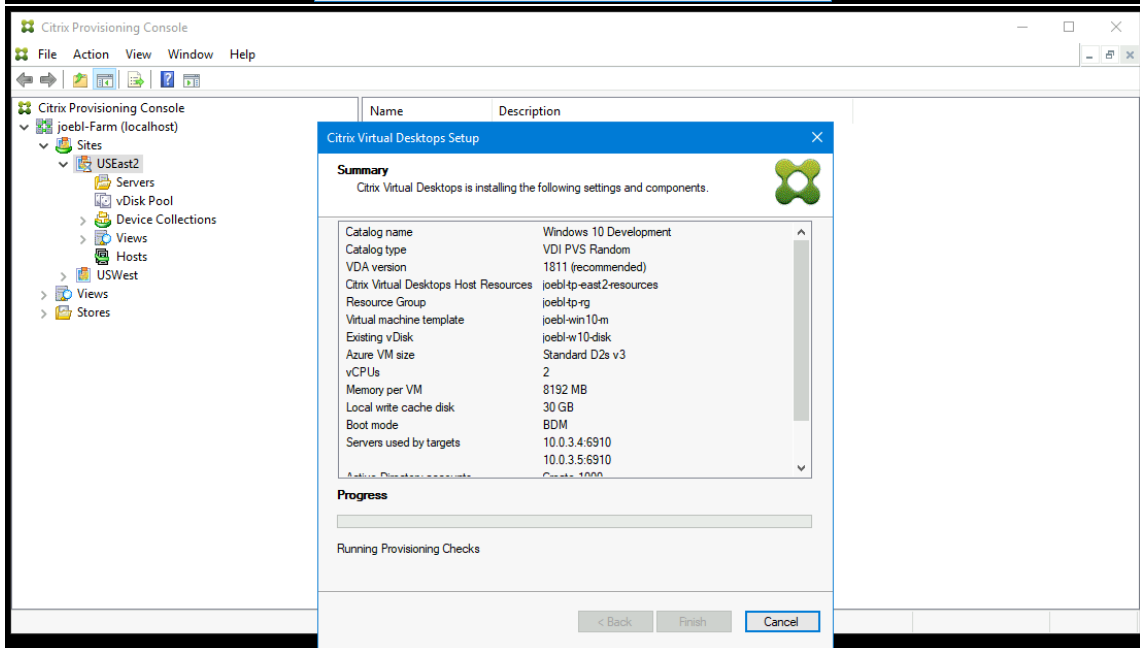 Citrix Provisioning Console
File Action View Window Help
Citrix Provisioning Console
joebl-Farm (localhost)
Sites
USEast2
Servers
vDisk Pool
Device Collections
Views
Hosts
USWest
Views
Stores
Name Description
Citrix Virtual Desktops Setup
Summary
Citrix Virtual Desktops is installing the following settings and components.
Catalog name Windows 10 Development
Catalog type VDI PVS Random
VDA version 1811 (recommended)
Citrix Virtual Desktops Host Resources joebl-tp-east2-resources
Resource Group joebl-tp-rg
Virtual machine template joebl-win10-m
Existing vDisk joebl-w10-disk
Azure VM size Standard D2s v3
vCPUs 2
Memory per VM 8192 MB
Local write cache disk 30 GB
Boot mode BDM
Servers used by targets 10.0.3.4:6910
10.0.3.5:6910
Active Directory accounts Create 1000
Progress
Running Provisioning Checks
< Back Finish Cancel